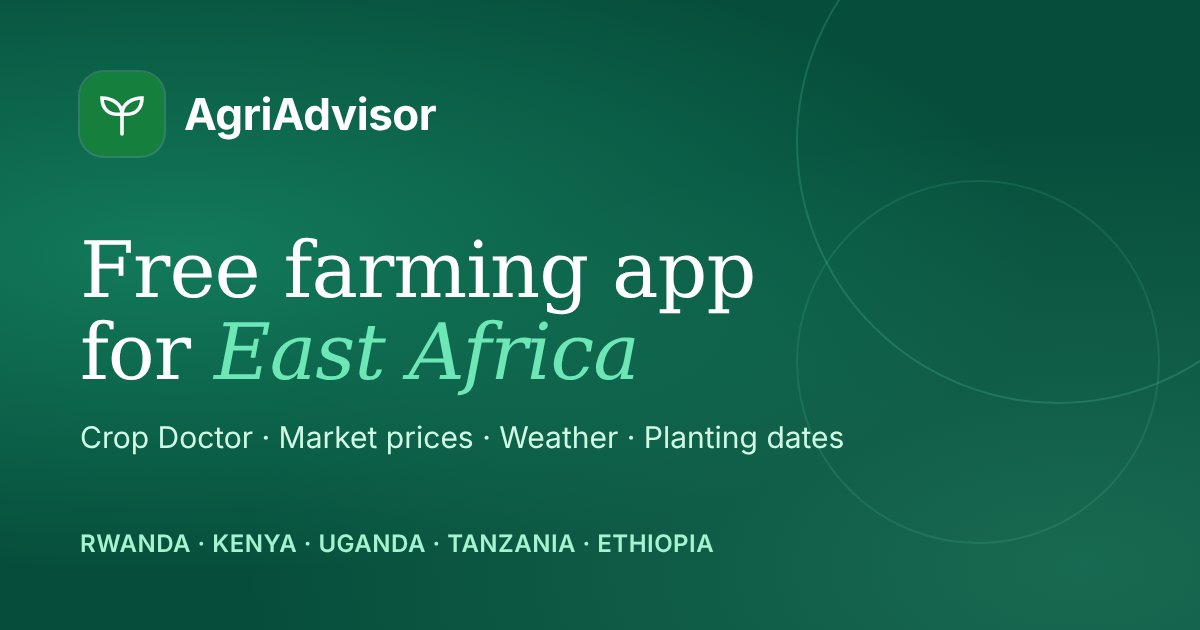 AgriAdvisor
Free farming app
for East Africa
Crop Doctor · Market prices · Weather · Planting dates
RWANDA · KENYA · UGANDA · TANZANIA · ETHIOPIA